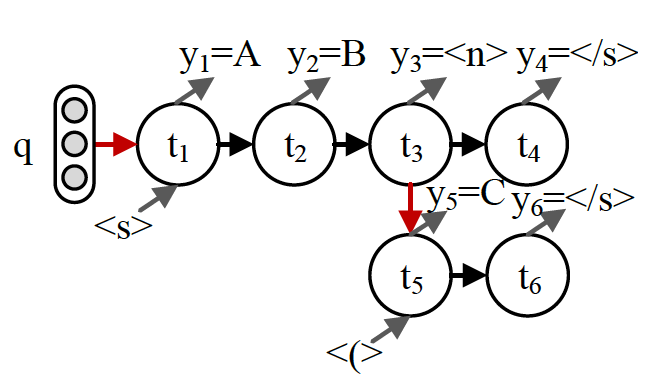 y₁=A y₂=B y₃=<n> y₄=</s>
q t₁ t₂ t₃ t₄
y₅=C y₆=</s>
<s>
t₅ t₆
<(>